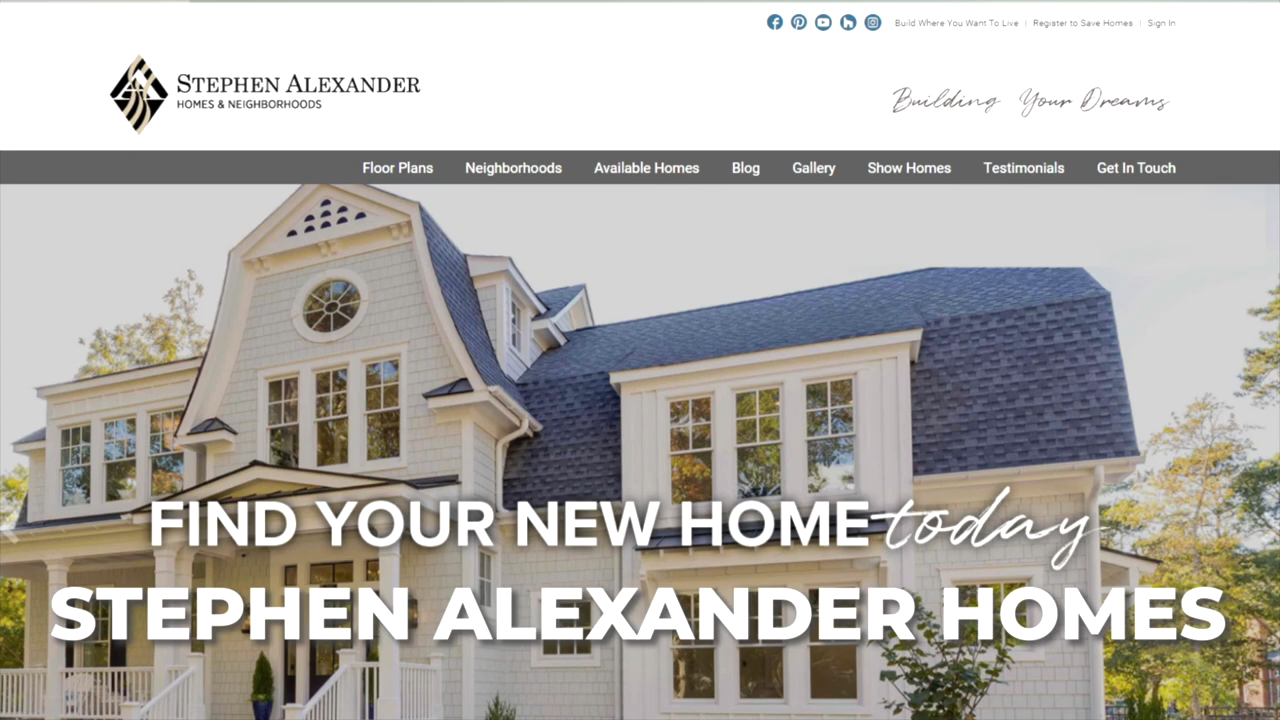 Build Where You Want To Live | Register to Save Homes | Sign In
STEPHEN ALEXANDER
HOMES & NEIGHBORHOODS
Building Your Dreams
Floor Plans Neighborhoods Available Homes Blog Gallery Show Homes Testimonials Get In Touch
FIND YOUR NEW HOME today
STEPHEN ALEXANDER HOMES